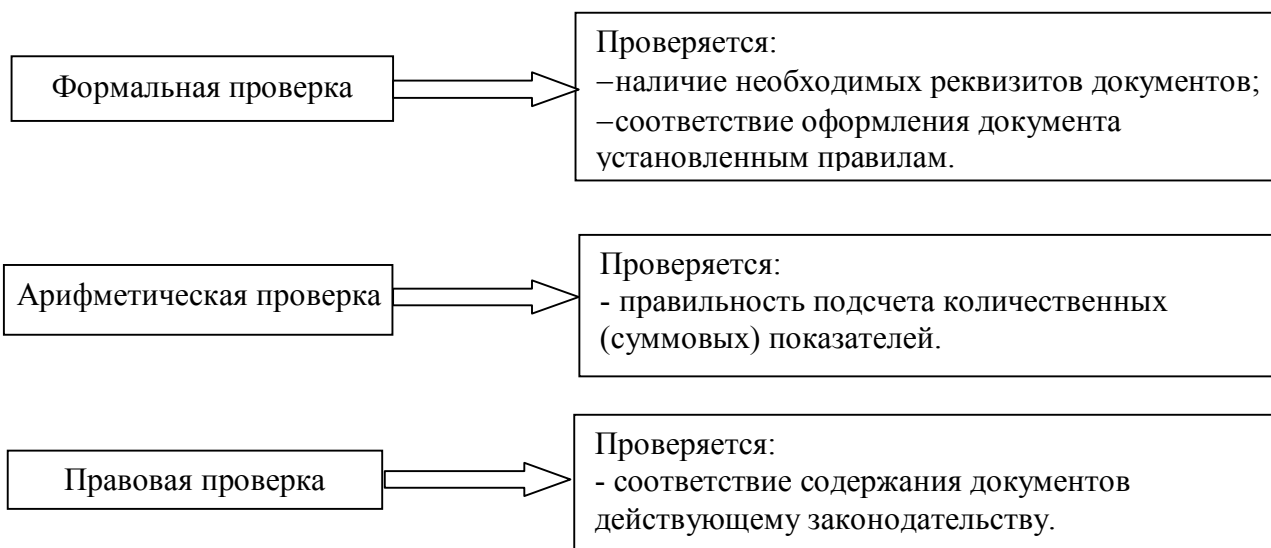 Формальная проверка
Проверяется:
–наличие необходимых реквизитов документов;
–соответствие оформления документа
установленным правилам.
Арифметическая проверка
Проверяется:
- правильность подсчета количественных
(суммовых) показателей.
Правовая проверка
Проверяется:
- соответствие содержания документов
действующему законодательству.